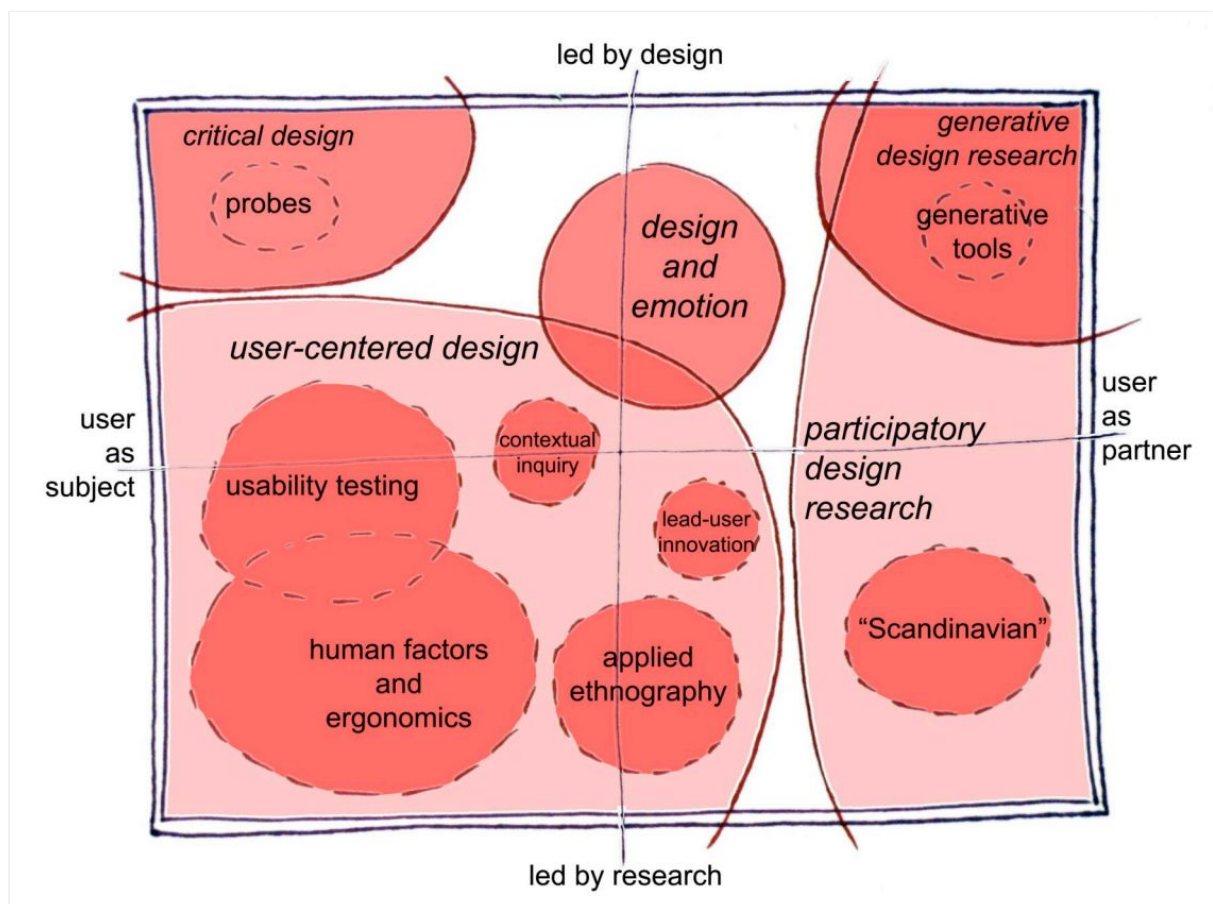 led by design
critical design
probes
generative
design research
generative
tools
design
and
emotion
user-centered design
user
as
subject
contextual
inquiry
usability testing
user
as
partner
participatory
design
research
lead-user
innovation
human factors
and
ergonomics
applied
ethnography
“Scandinavian”
led by research